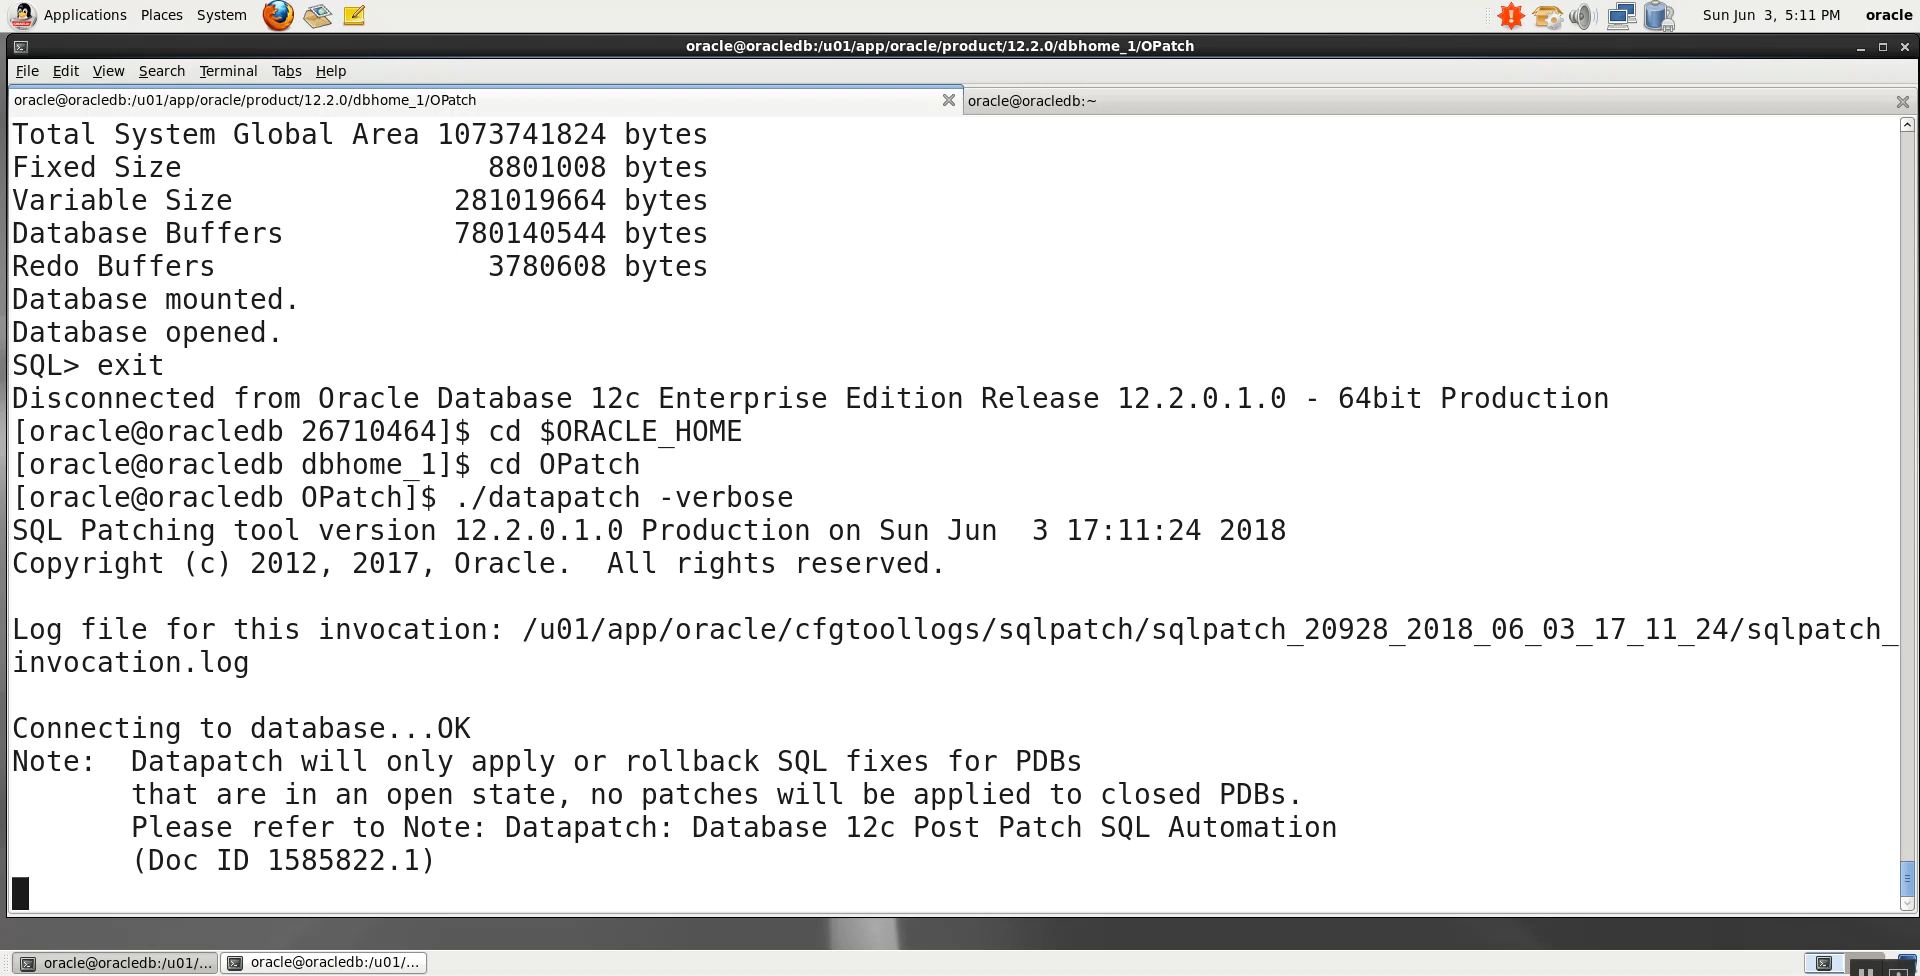 Applications Places System
Sun Jun 3, 5:11 PM oracle
oracle@oracledb:/u01/app/oracle/product/12.2.0/dbhome_1/OPatch
File Edit View Search Terminal Tabs Help
oracle@oracledb:/u01/app/oracle/product/12.2.0/dbhome_1/OPatch
oracle@oracledb:~
Total System Global Area 1073741824 bytes
Fixed Size                  8801008 bytes
Variable Size             281019664 bytes
Database Buffers          780140544 bytes
Redo Buffers                3780608 bytes
Database mounted.
Database opened.
SQL> exit
Disconnected from Oracle Database 12c Enterprise Edition Release 12.2.0.1.0 - 64bit Production
[oracle@oracledb 26710464]$ cd $ORACLE_HOME
[oracle@oracledb dbhome_1]$ cd OPatch
[oracle@oracledb OPatch]$ ./datapatch -verbose
SQL Patching tool version 12.2.0.1.0 Production on Sun Jun  3 17:11:24 2018
Copyright (c) 2012, 2017, Oracle.  All rights reserved.
Log file for this invocation: /u01/app/oracle/cfgtoollogs/sqlpatch/sqlpatch_20928_2018_06_03_17_11_24/sqlpatch_
invocation.log
Connecting to database...OK
Note:  Datapatch will only apply or rollback SQL fixes for PDBs
       that are in an open state, no patches will be applied to closed PDBs.
       Please refer to Note: Datapatch: Database 12c Post Patch SQL Automation
       (Doc ID 1585822.1)
oracle@oracledb:/u01/...
oracle@oracledb:/u01/...